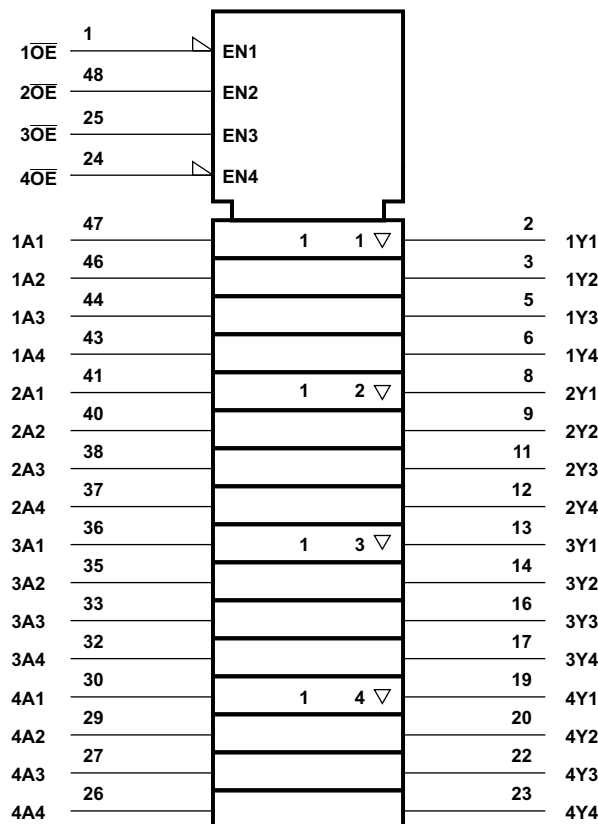 1O̅E̅ 1 EN1
2O̅E̅ 48 EN2
3O̅E̅ 25 EN3
4O̅E̅ 24 EN4
1A1 47 1 1 ▽ 2 1Y1
1A2 46 3 1Y2
1A3 44 5 1Y3
1A4 43 6 1Y4
2A1 41 1 2 ▽ 8 2Y1
2A2 40 9 2Y2
2A3 38 11 2Y3
2A4 37 12 2Y4
3A1 36 1 3 ▽ 13 3Y1
3A2 35 14 3Y2
3A3 33 16 3Y3
3A4 32 17 3Y4
4A1 30 1 4 ▽ 19 4Y1
4A2 29 20 4Y2
4A3 27 22 4Y3
4A4 26 23 4Y4